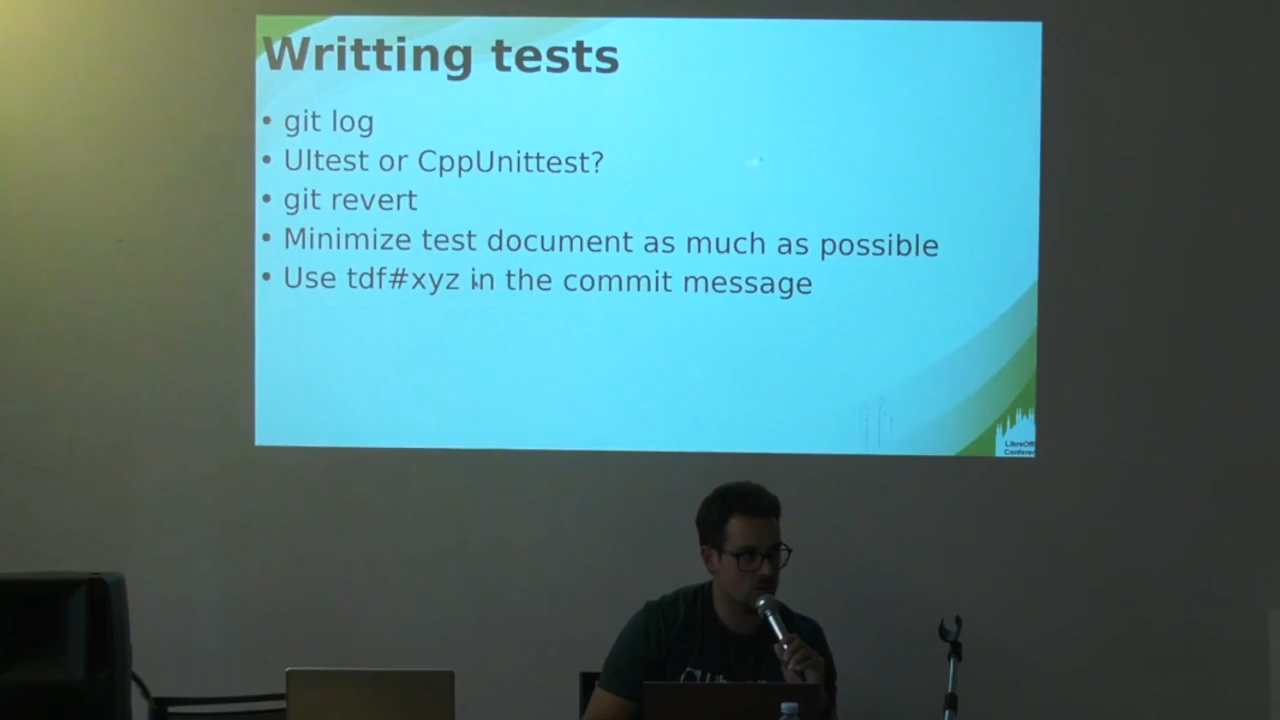 Writting tests
• git log
• UItest or CppUnittest?
• git revert
• Minimize test document as much as possible
• Use tdf#xyz in the commit message